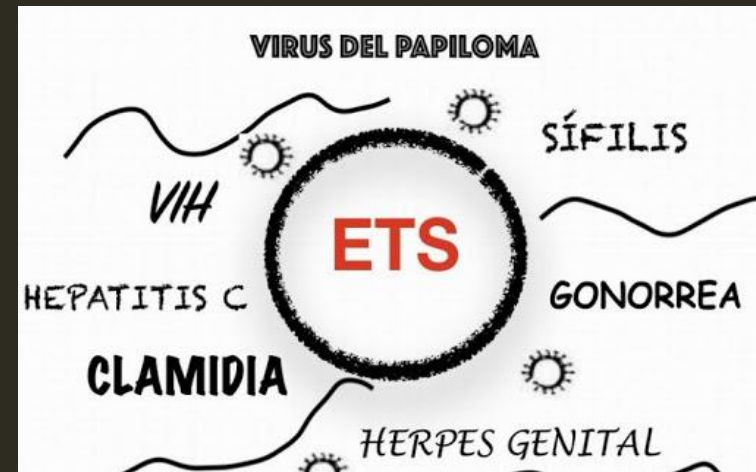 VIRUS DEL PAPILOMA
SÍFILIS
VIH
ETS
HEPATITIS C
GONORREA
CLAMIDIA
HERPES GENITAL